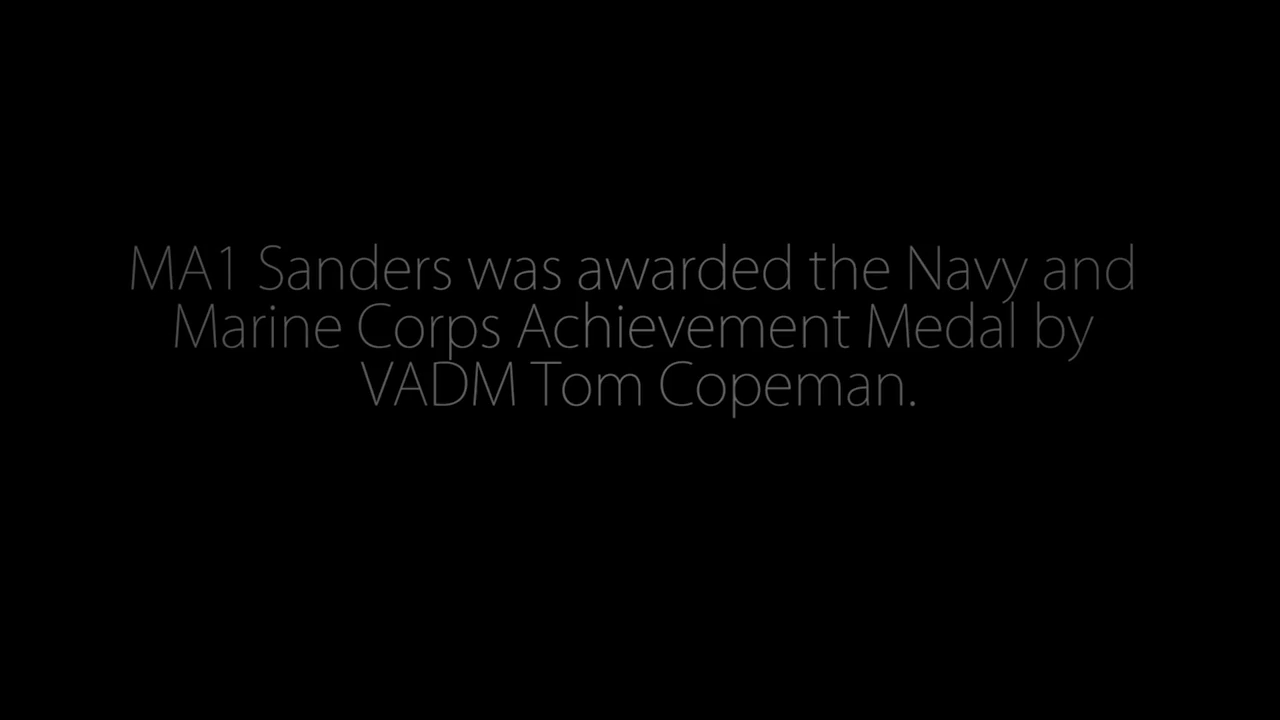 MA1 Sanders was awarded the Navy and
Marine Corps Achievement Medal by
VADM Tom Copeman.